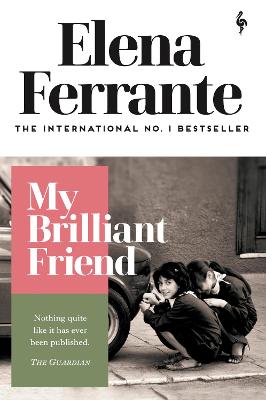 Elena
Ferrante
THE INTERNATIONAL NO. 1 BESTSELLER
My
Brilliant
Friend
Nothing quite
like it has ever
been published.
THE GUARDIAN